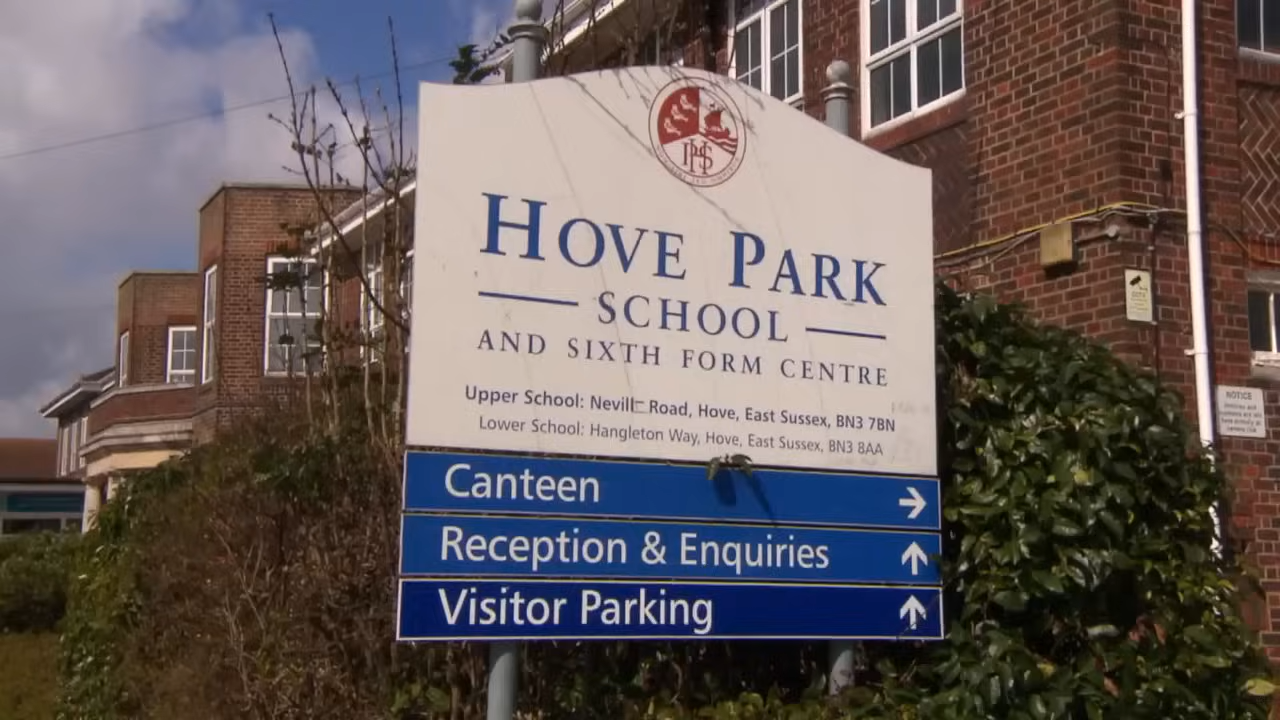 PHS
HOVE PARK
SCHOOL
AND SIXTH FORM CENTRE
Upper School: Nevill Road, Hove, East Sussex, BN3 7BN
Lower School: Hangleton Way, Hove, East Sussex, BN3 8AA
Canteen
Reception & Enquiries
Visitor Parking
NOTICE